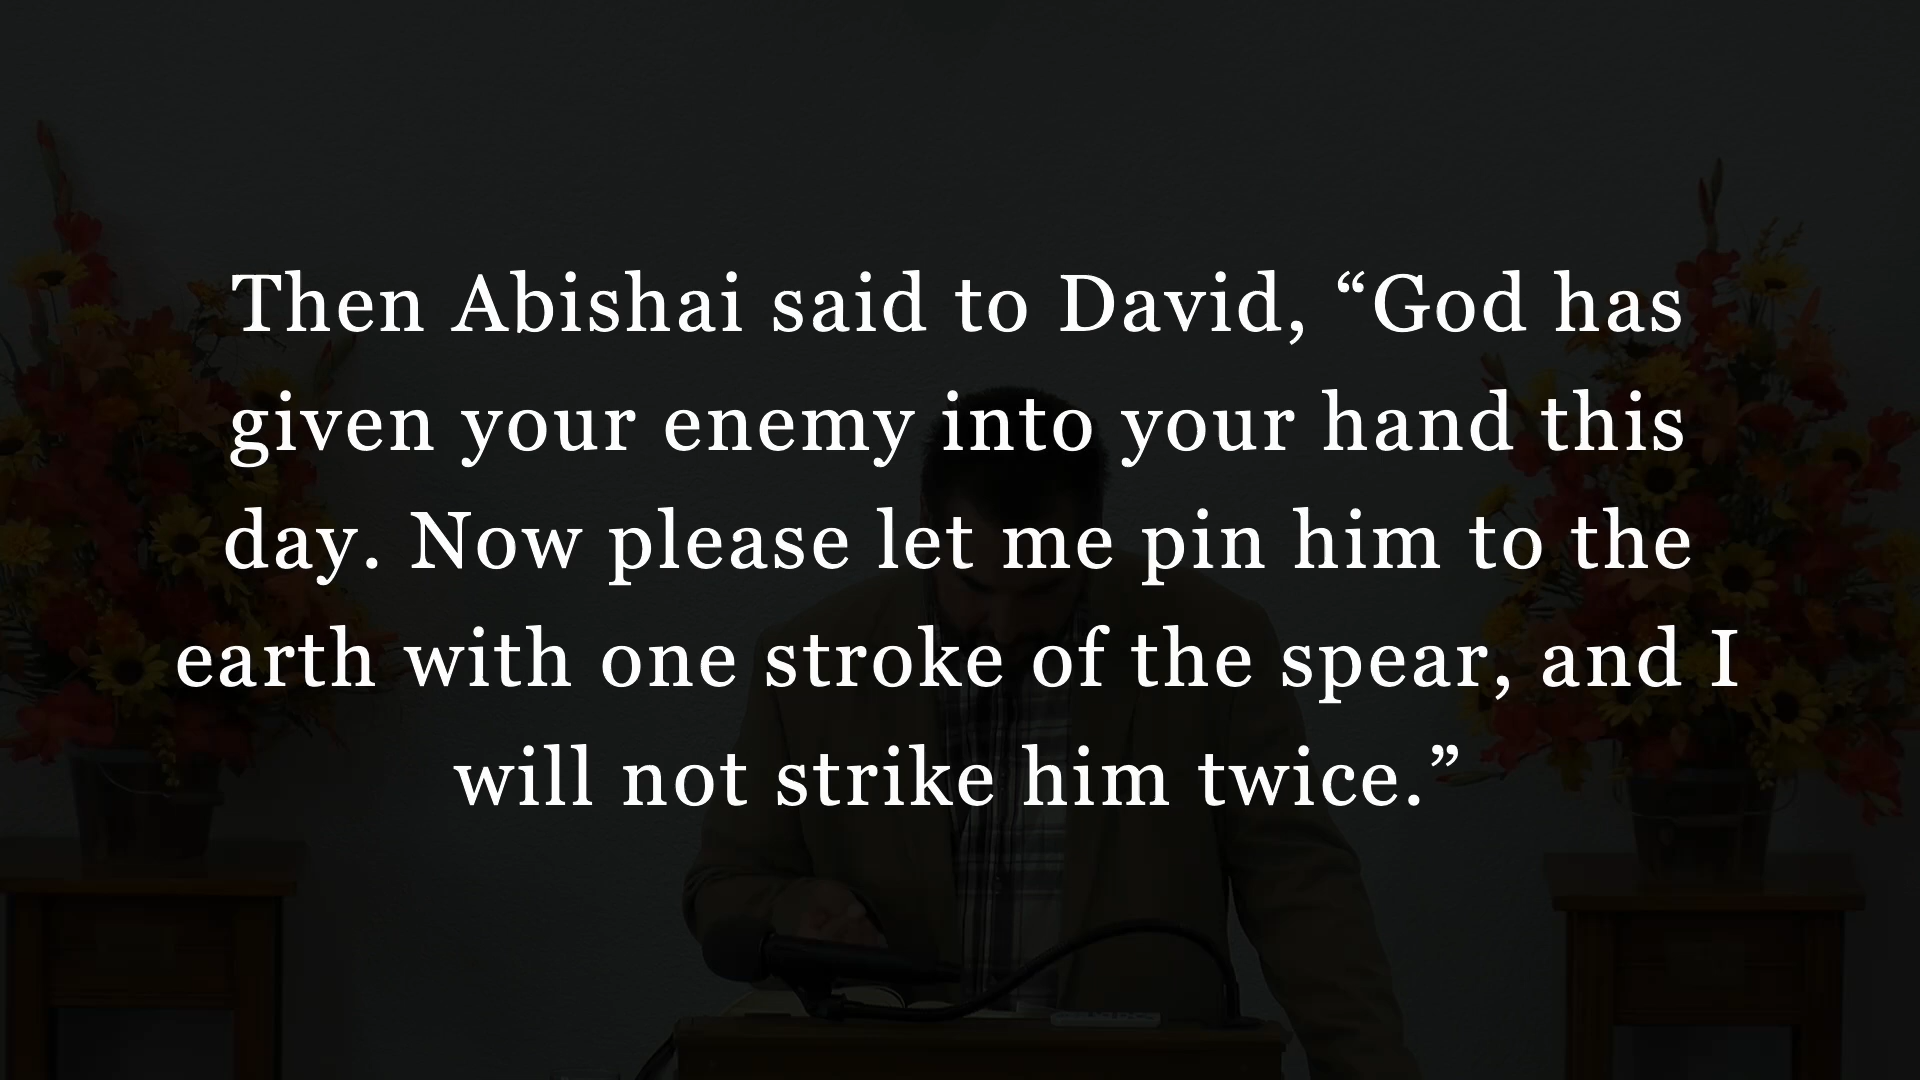 Then Abishai said to David, “God has
given your enemy into your hand this
day. Now please let me pin him to the
earth with one stroke of the spear, and I
will not strike him twice.”